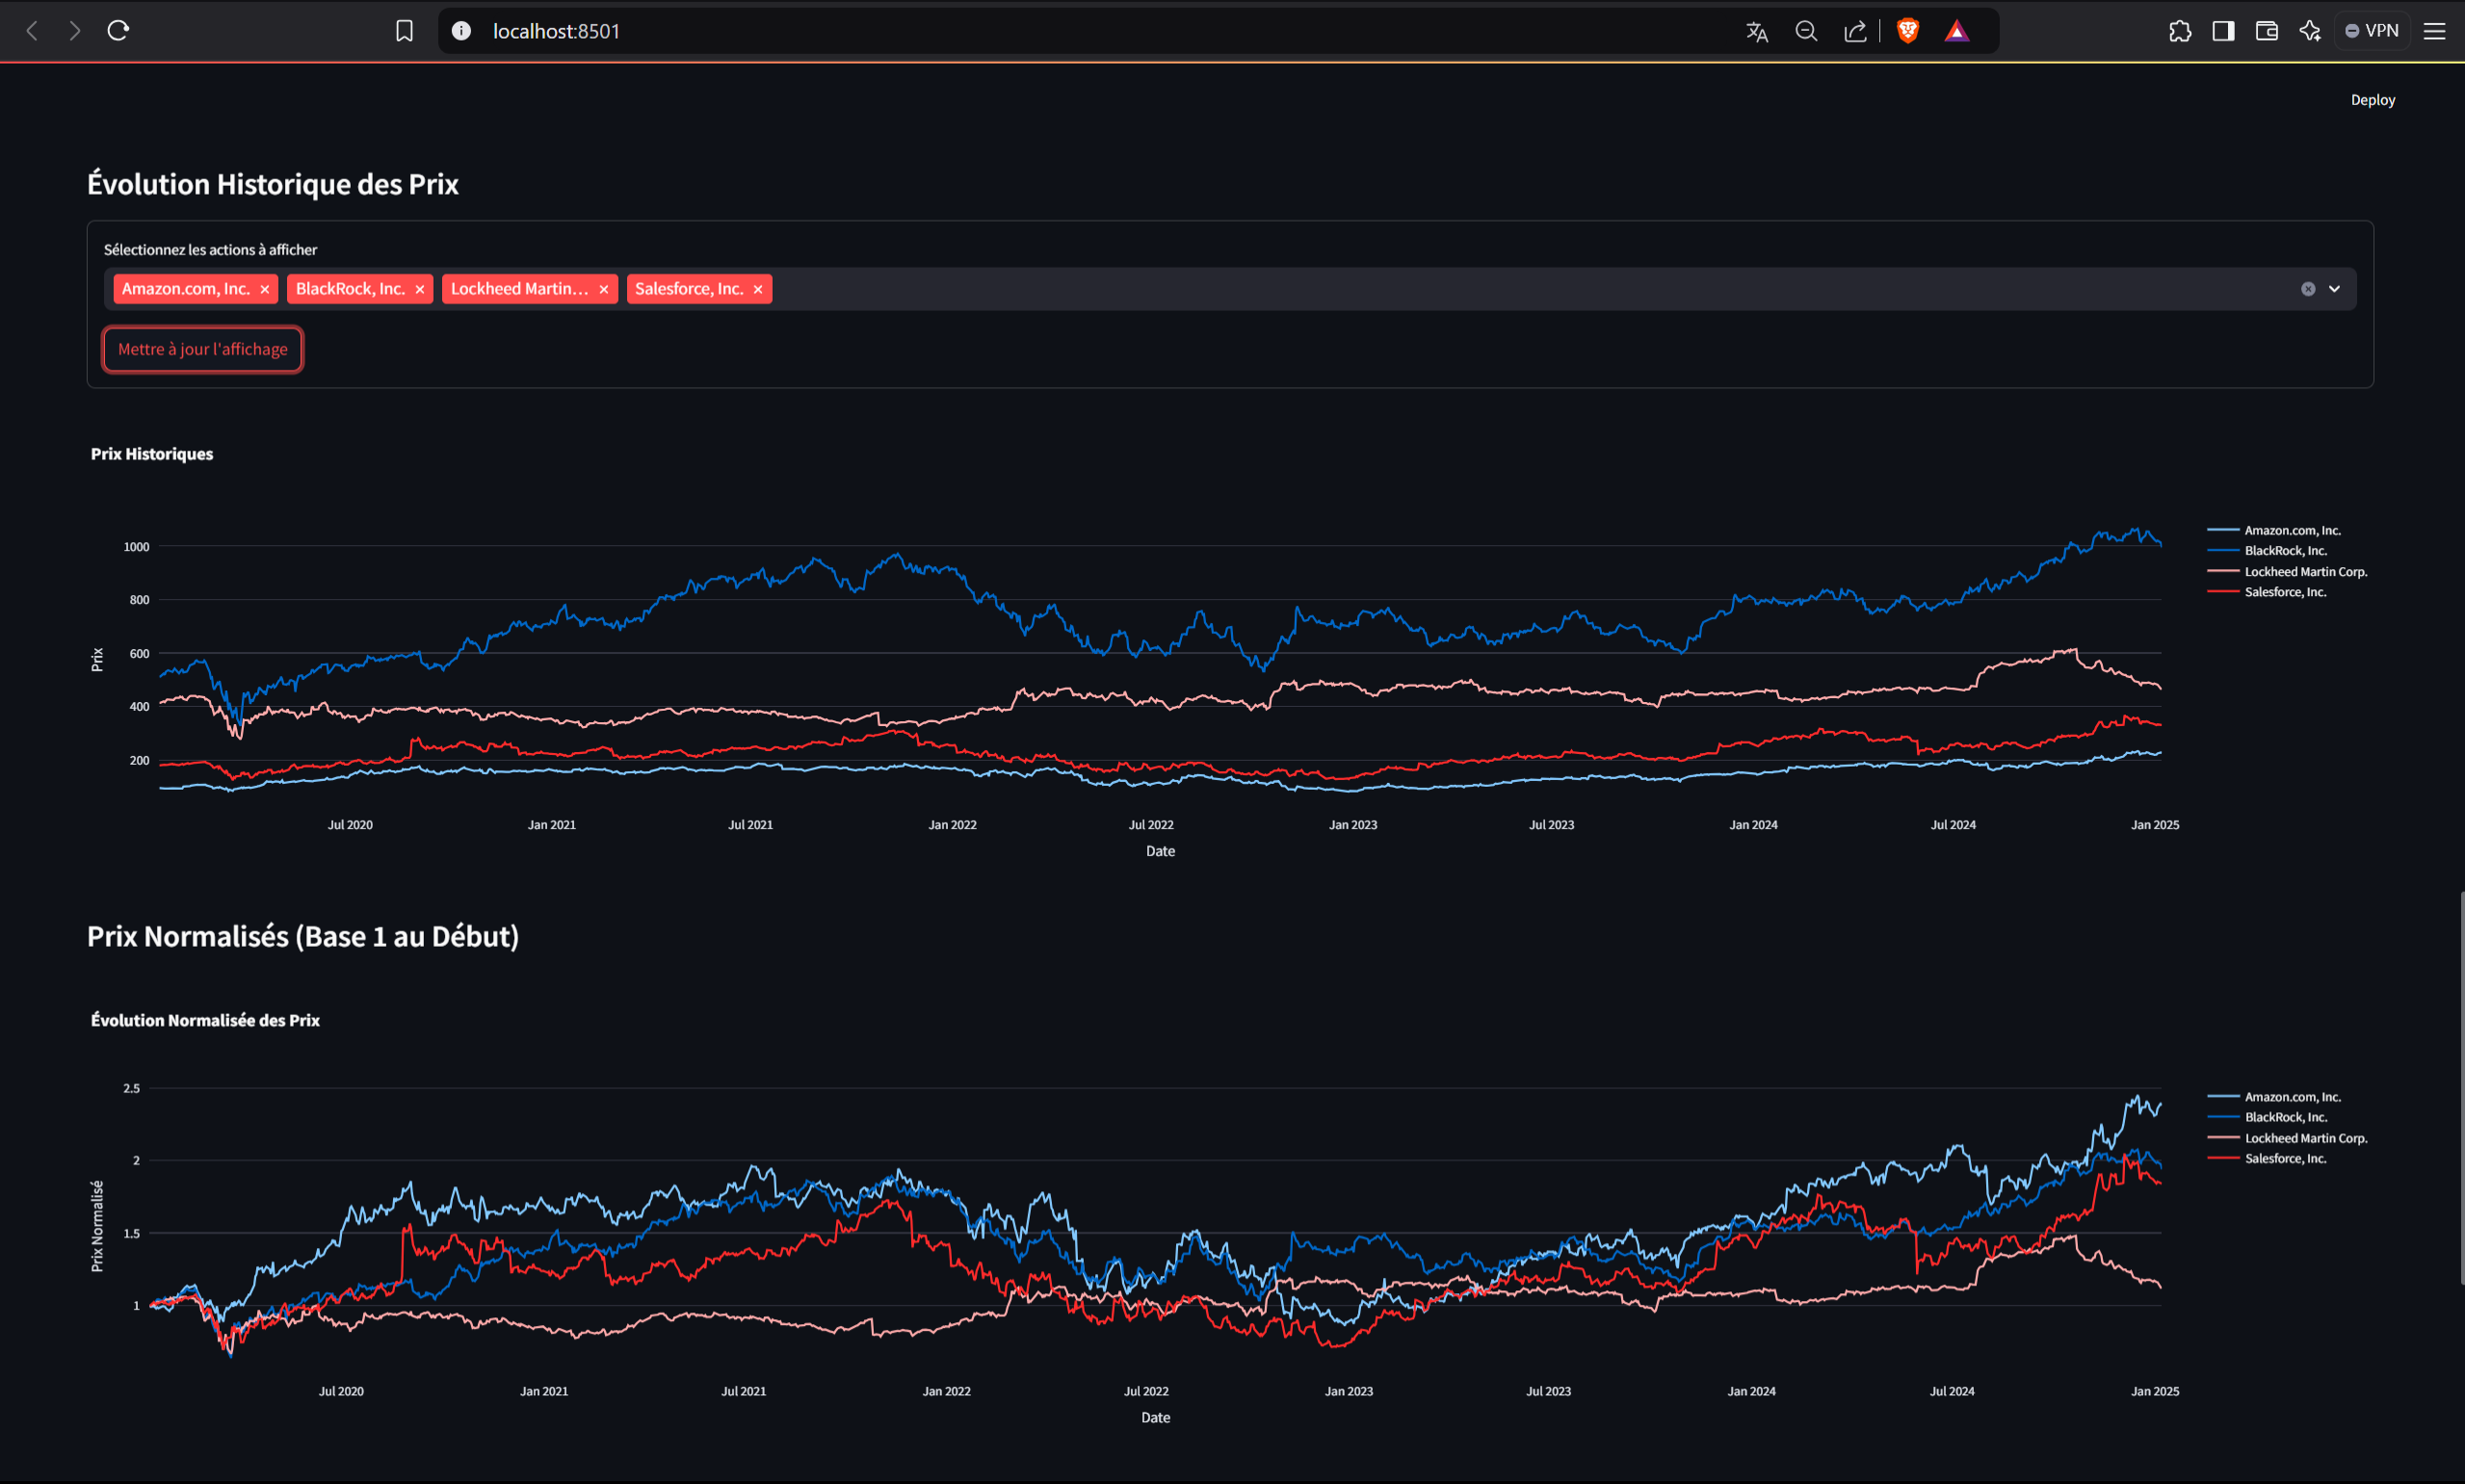 localhost:8501
VPN
Deploy
Évolution Historique des Prix
Sélectionnez les actions à afficher
Amazon.com, Inc. BlackRock, Inc. Lockheed Martin... Salesforce, Inc.
Mettre à jour l'affichage
Prix Historiques
1000
800
600
400
200
Prix
Amazon.com, Inc.
BlackRock, Inc.
Lockheed Martin Corp.
Salesforce, Inc.
Jul 2020 Jan 2021 Jul 2021 Jan 2022 Jul 2022 Jan 2023 Jul 2023 Jan 2024 Jul 2024 Jan 2025
Date
Prix Normalisés (Base 1 au Début)
Évolution Normalisée des Prix
2.5
2
1.5
1
Prix Normalisé
Amazon.com, Inc.
BlackRock, Inc.
Lockheed Martin Corp.
Salesforce, Inc.
Jul 2020 Jan 2021 Jul 2021 Jan 2022 Jul 2022 Jan 2023 Jul 2023 Jan 2024 Jul 2024 Jan 2025
Date